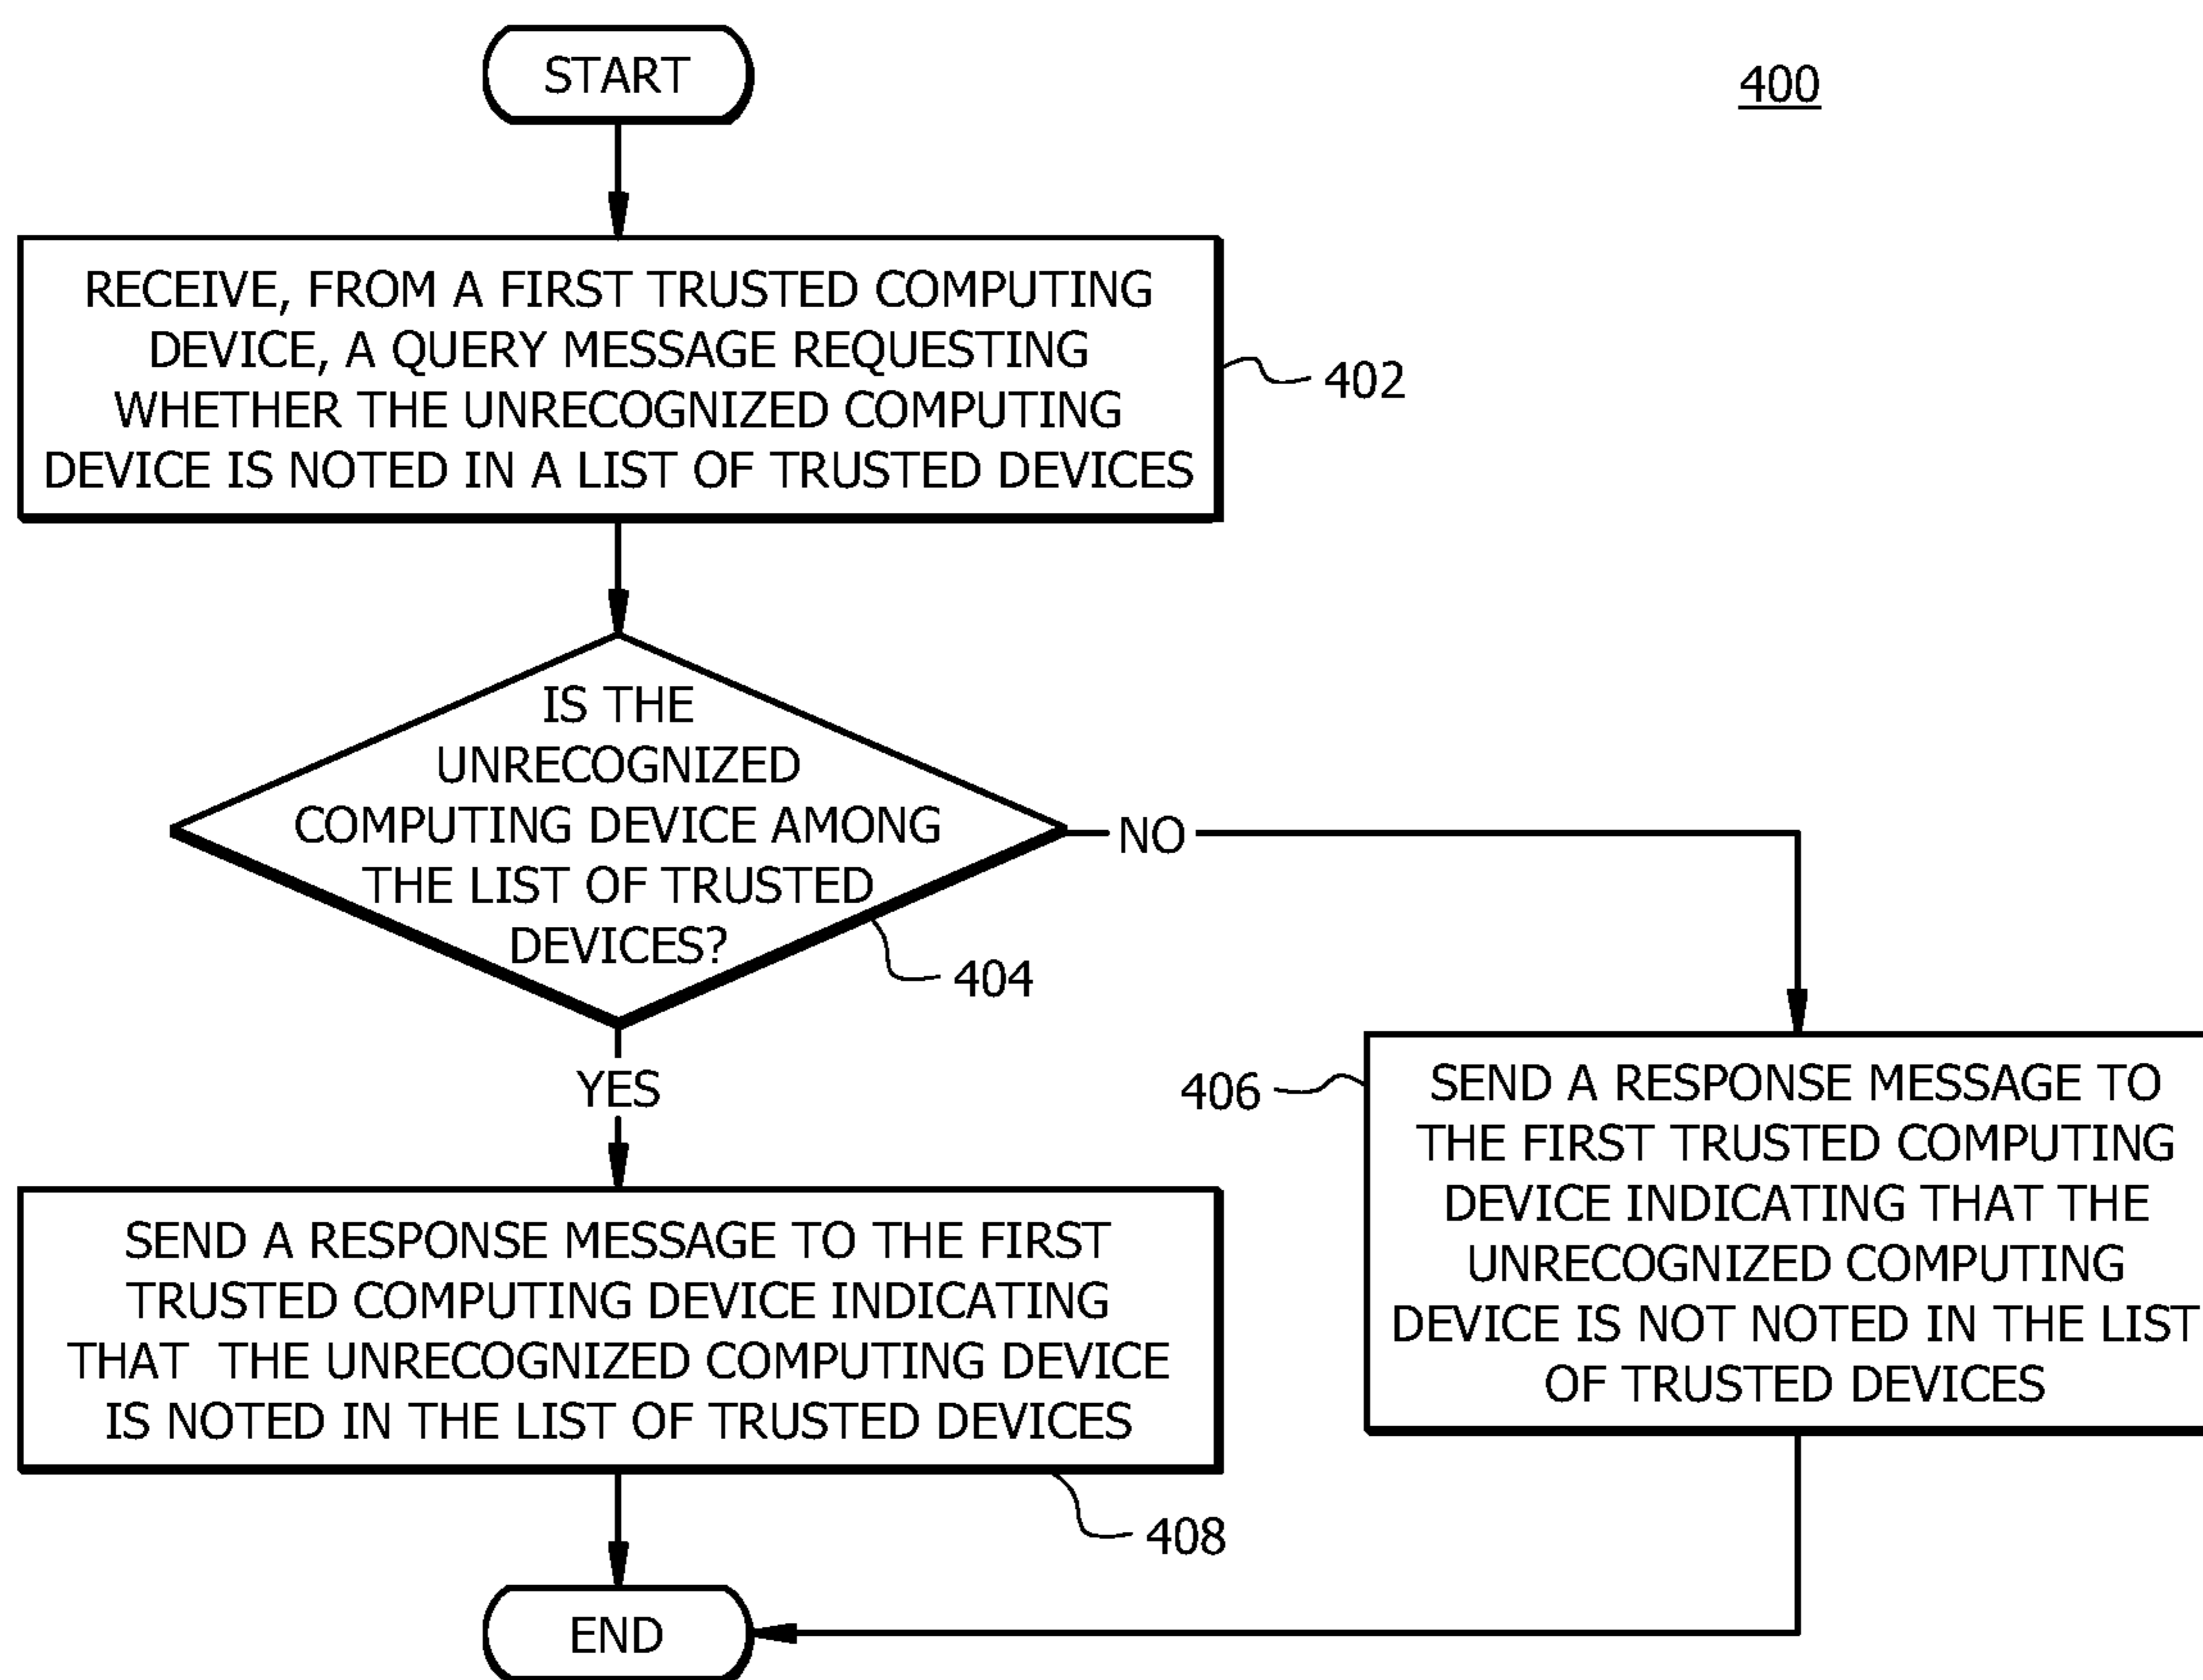 START
400
RECEIVE, FROM A FIRST TRUSTED COMPUTING
DEVICE, A QUERY MESSAGE REQUESTING
WHETHER THE UNRECOGNIZED COMPUTING
DEVICE IS NOTED IN A LIST OF TRUSTED DEVICES
402
IS THE
UNRECOGNIZED
COMPUTING DEVICE AMONG
THE LIST OF TRUSTED
DEVICES?
404
NO
YES
406
SEND A RESPONSE MESSAGE TO
THE FIRST TRUSTED COMPUTING
DEVICE INDICATING THAT THE
UNRECOGNIZED COMPUTING
DEVICE IS NOT NOTED IN THE LIST
OF TRUSTED DEVICES
SEND A RESPONSE MESSAGE TO THE FIRST
TRUSTED COMPUTING DEVICE INDICATING
THAT THE UNRECOGNIZED COMPUTING DEVICE
IS NOTED IN THE LIST OF TRUSTED DEVICES
408
END